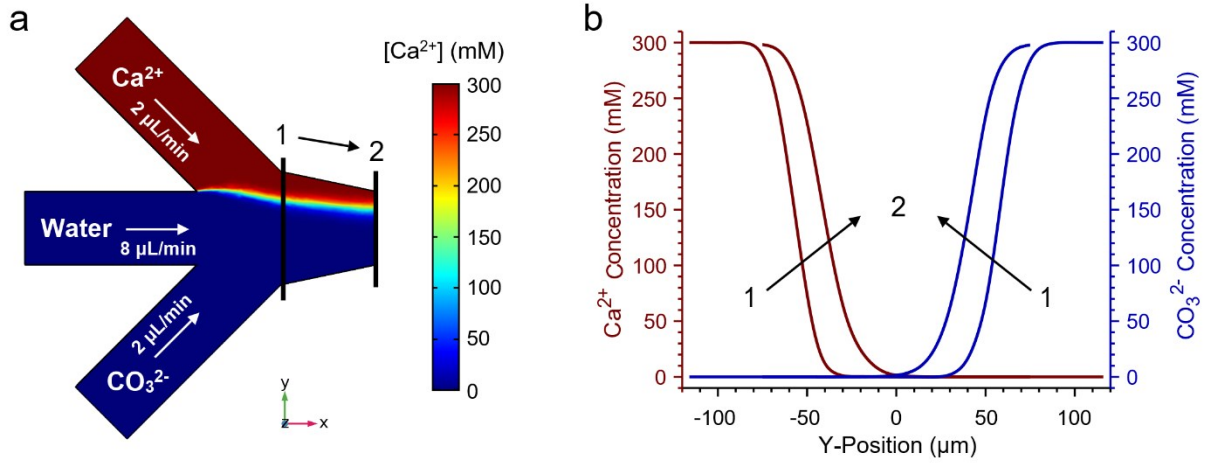 a
[Ca²⁺] (mM)
Ca²⁺
2 µL/min
1
2
Water
8 µL/min
2 µL/min
CO₃²⁻
300
250
200
150
100
50
0
y
z
x
b
300
250
200
150
100
50
0
Ca²⁺ Concentration (mM)
2
1
1
300
250
200
150
100
50
0
CO₃²⁻ Concentration (mM)
-100 -50 0 50 100
Y-Position (µm)